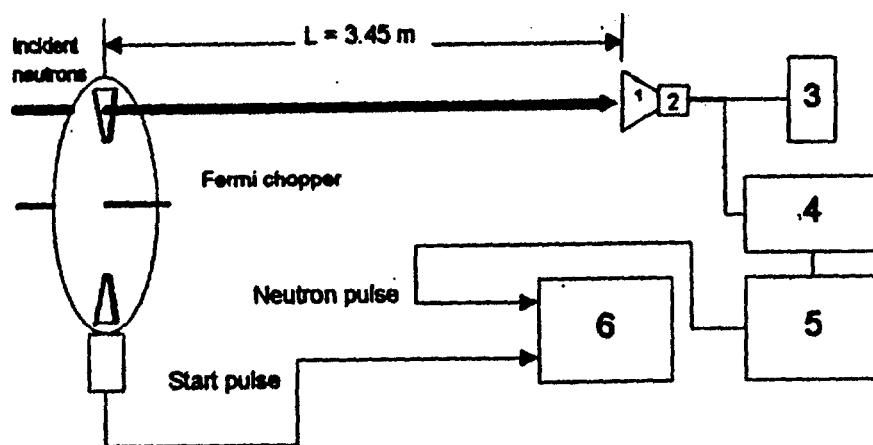 L = 3.45 m
Incident
neutrons
1
2
3
Fermi chopper
4
Neutron pulse
6
5
Start pulse